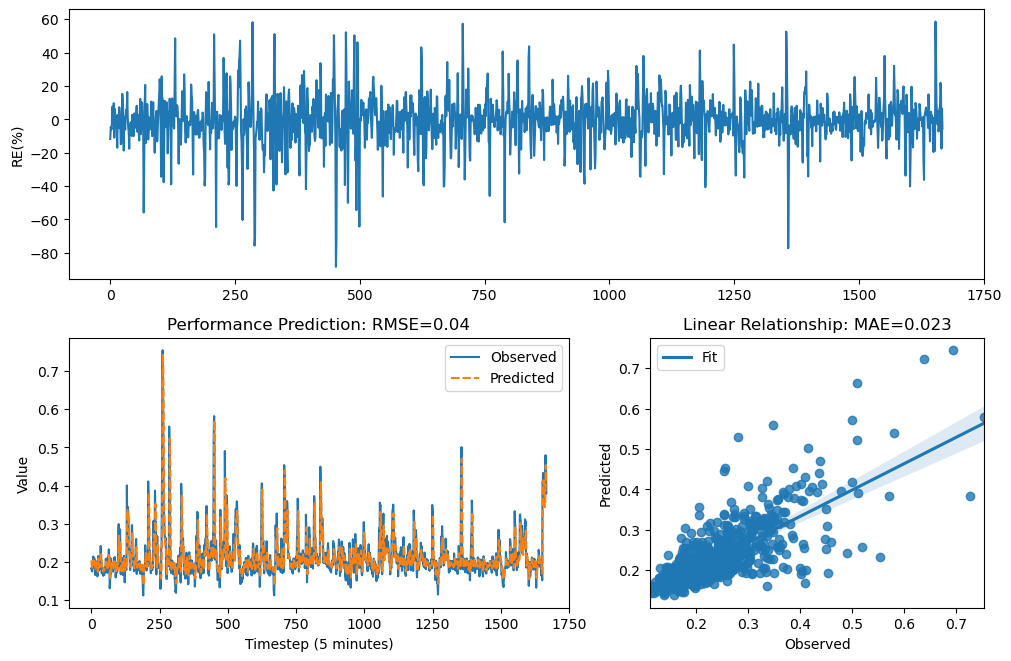 60
40
20
0
−20
−40
−60
−80
RE(%)
0 250 500 750 1000 1250 1500 1750
Performance Prediction: RMSE=0.04
Observed
Predicted
0.7
0.6
0.5
0.4
0.3
0.2
0.1
Value
0 250 500 750 1000 1250 1500 1750
Timestep (5 minutes)
Linear Relationship: MAE=0.023
Fit
0.7
0.6
0.5
0.4
0.3
0.2
Predicted
0.2 0.3 0.4 0.5 0.6 0.7
Observed